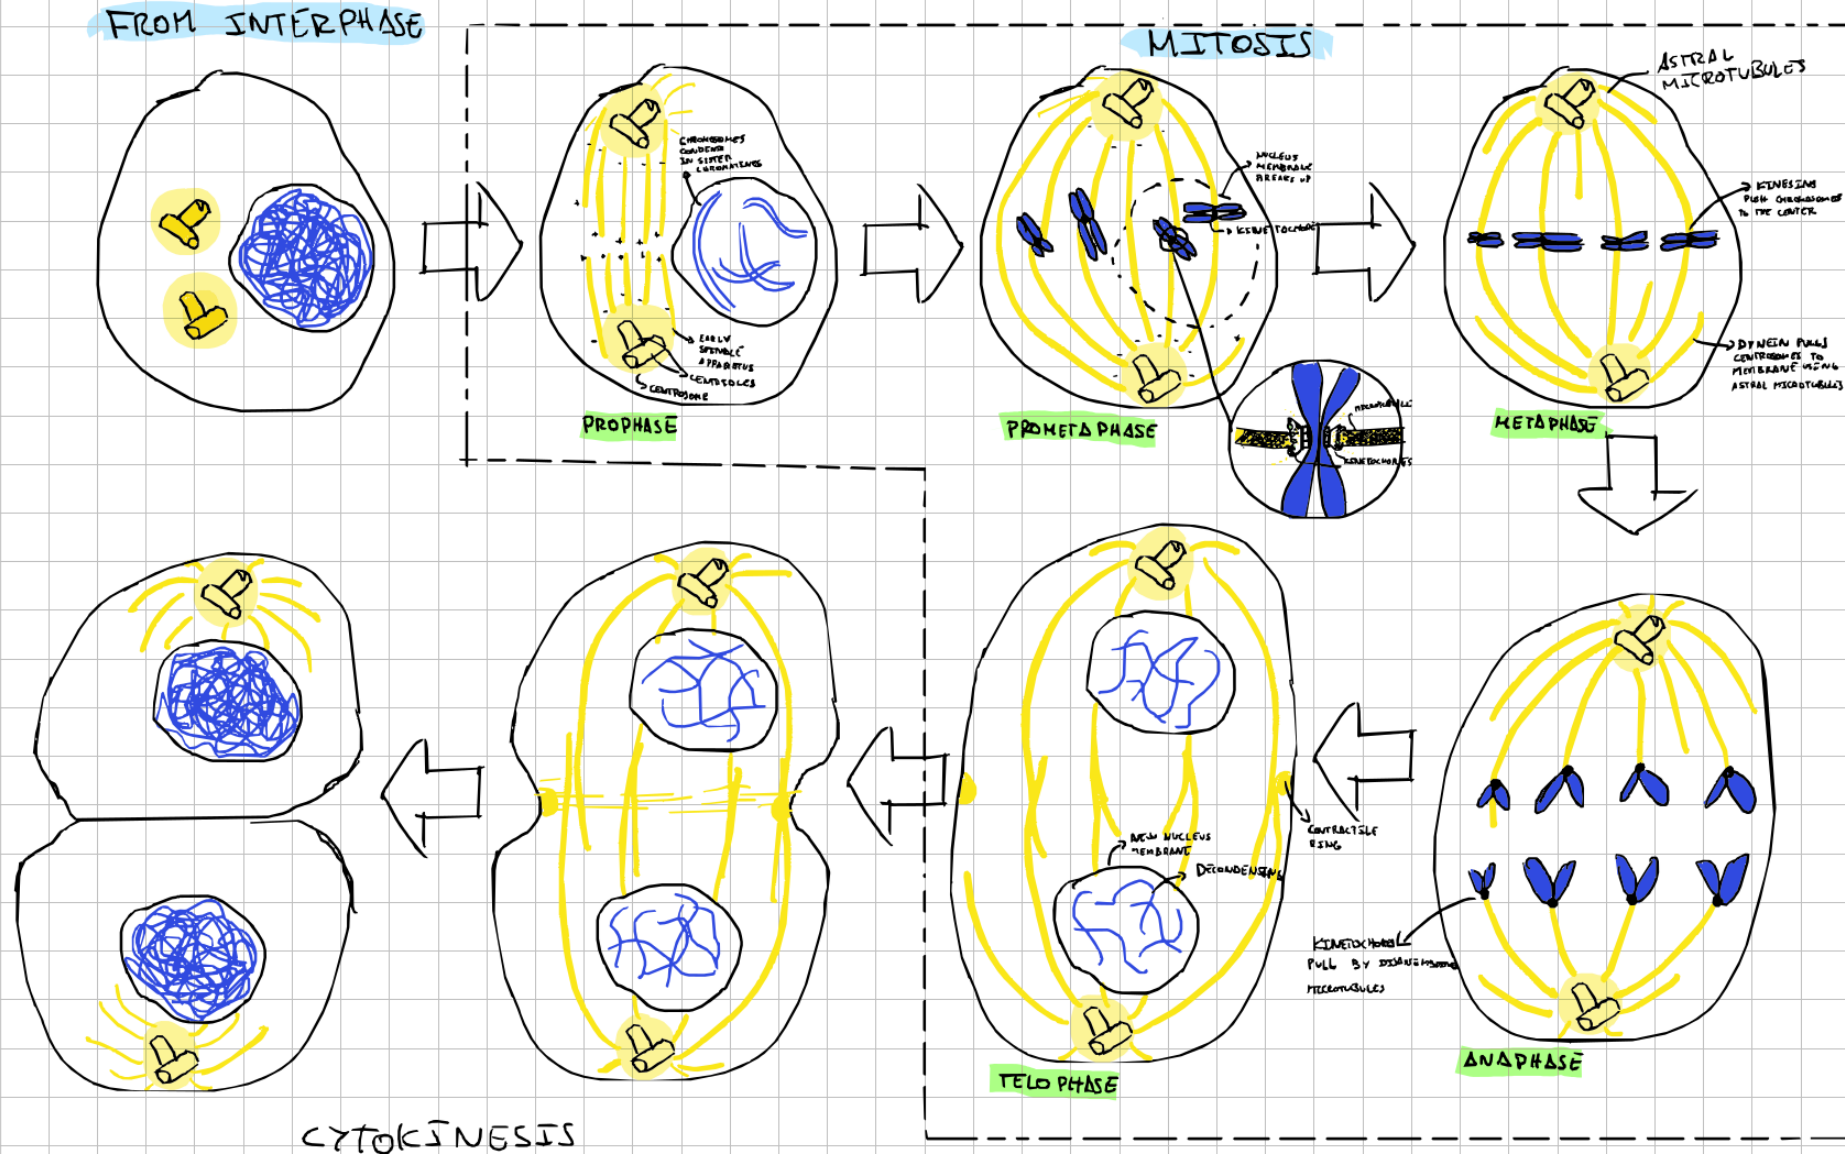 FROM INTERPHASE
MITOSIS
CHROMOSOMES
CONDENSE
IN SISTER
EARLY
SPINDLE
APPARATUS
CENTRIOLES
CENTROSOME
PROPHASE
NUCLEUS
MEMBRANE
BREAKS UP
KINETOCHORE
MICROTUBULE
KINETOCHORES
PROMETAPHASE
ASTRAL
MICROTUBULES
KINESINS
PUSH CHROMOSOMES
TO THE CENTER
DYNEIN PULLS
CENTROSOMES TO
MEMBRANE USING
ASTRAL MICROTUBULES
METAPHASE
KINETOCHORES
PULL BY
MICROTUBULES
ANAPHASE
CONTRACTILE
RING
NEW NUCLEUS
MEMBRANE
DECONDENSING
TELOPHASE
CYTOKINESIS